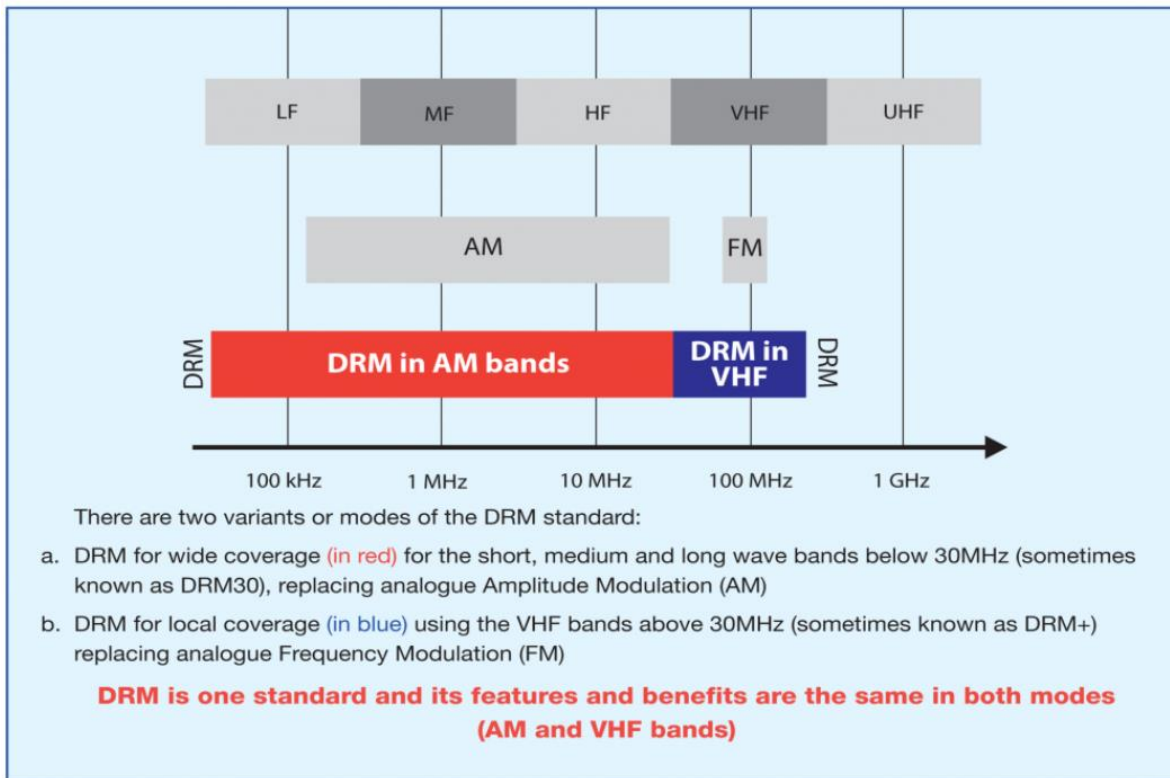 LF MF HF VHF UHF
AM FM
DRM DRM in AM bands DRM in DRM
VHF
100 kHz 1 MHz 10 MHz 100 MHz 1 GHz
There are two variants or modes of the DRM standard:
a. DRM for wide coverage (in red) for the short, medium and long wave bands below 30MHz (sometimes
known as DRM30), replacing analogue Amplitude Modulation (AM)
b. DRM for local coverage (in blue) using the VHF bands above 30MHz (sometimes known as DRM+)
replacing analogue Frequency Modulation (FM)
DRM is one standard and its features and benefits are the same in both modes
(AM and VHF bands)